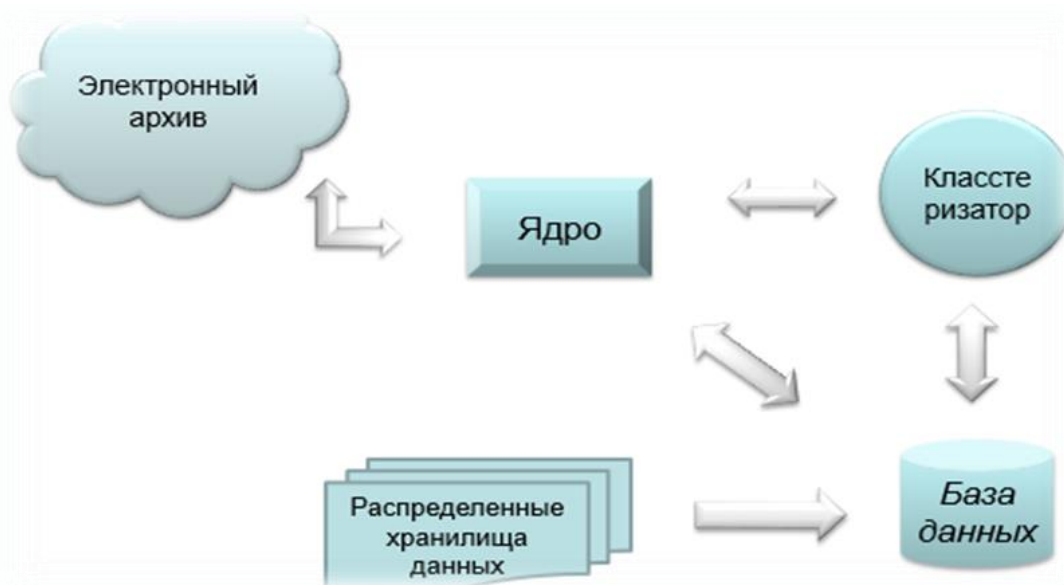 Электронный
архив
Ядро
Классте
ризатор
Распределенные
хранилища
данных
База
данных